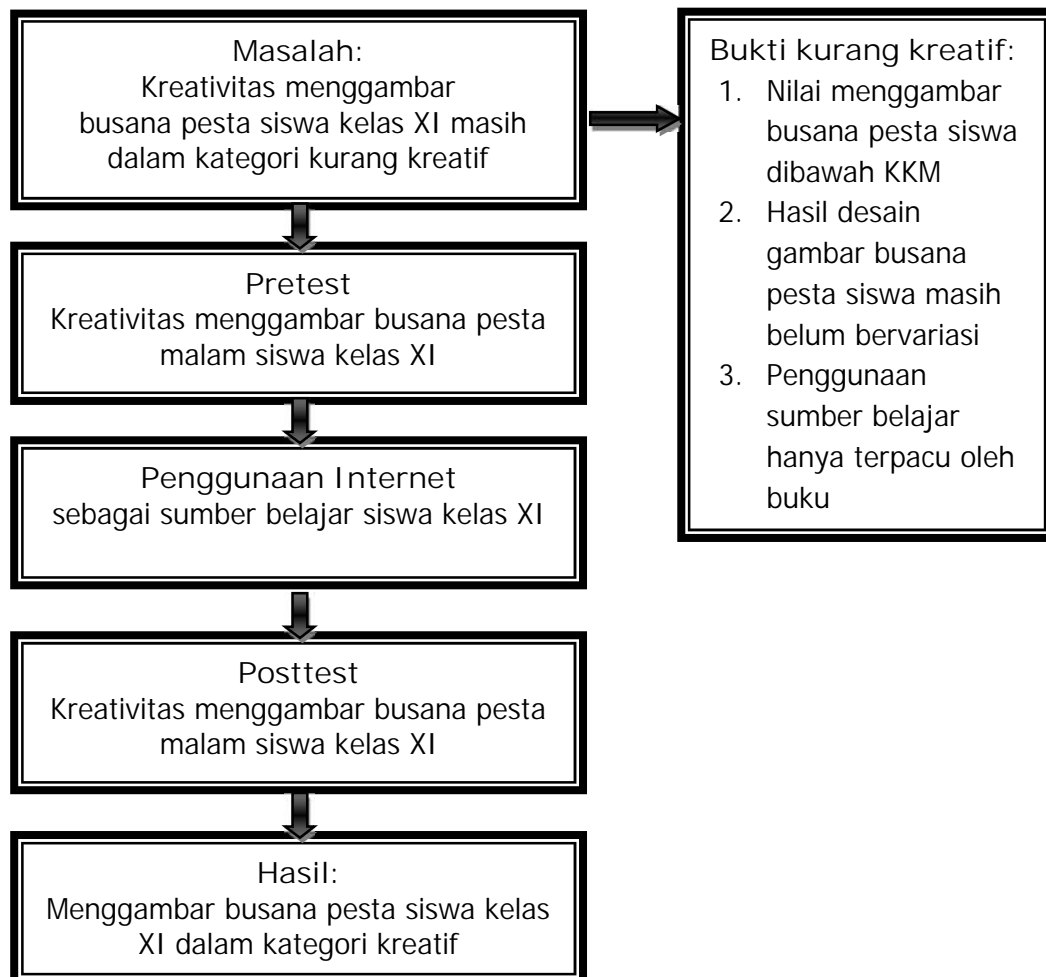 Masalah:
Kreativitas menggambar
busana pesta siswa kelas XI masih
dalam kategori kurang kreatif
Bukti kurang kreatif:
1. Nilai menggambar
busana pesta siswa
dibawah KKM
2. Hasil desain
gambar busana
pesta siswa masih
belum bervariasi
3. Penggunaan
sumber belajar
hanya terpacu oleh
buku
Pretest
Kreativitas menggambar busana pesta
malam siswa kelas XI
Penggunaan Internet
sebagai sumber belajar siswa kelas XI
Posttest
Kreativitas menggambar busana pesta
malam siswa kelas XI
Hasil:
Menggambar busana pesta siswa kelas
XI dalam kategori kreatif